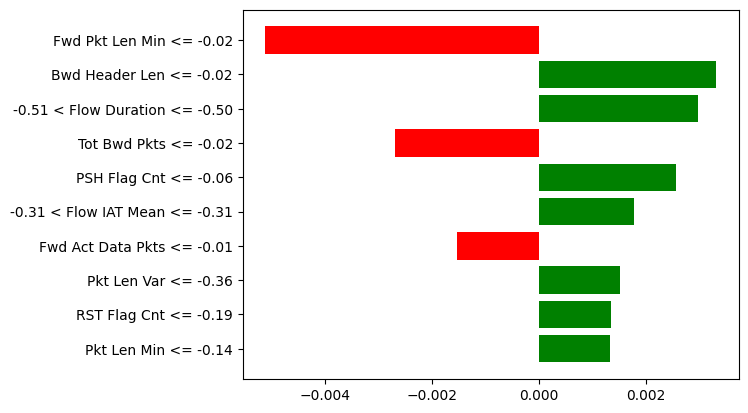 Fwd Pkt Len Min <= -0.02
Bwd Header Len <= -0.02
-0.51 < Flow Duration <= -0.50
Tot Bwd Pkts <= -0.02
PSH Flag Cnt <= -0.06
-0.31 < Flow IAT Mean <= -0.31
Fwd Act Data Pkts <= -0.01
Pkt Len Var <= -0.36
RST Flag Cnt <= -0.19
Pkt Len Min <= -0.14
−0.004 −0.002 0.000 0.002